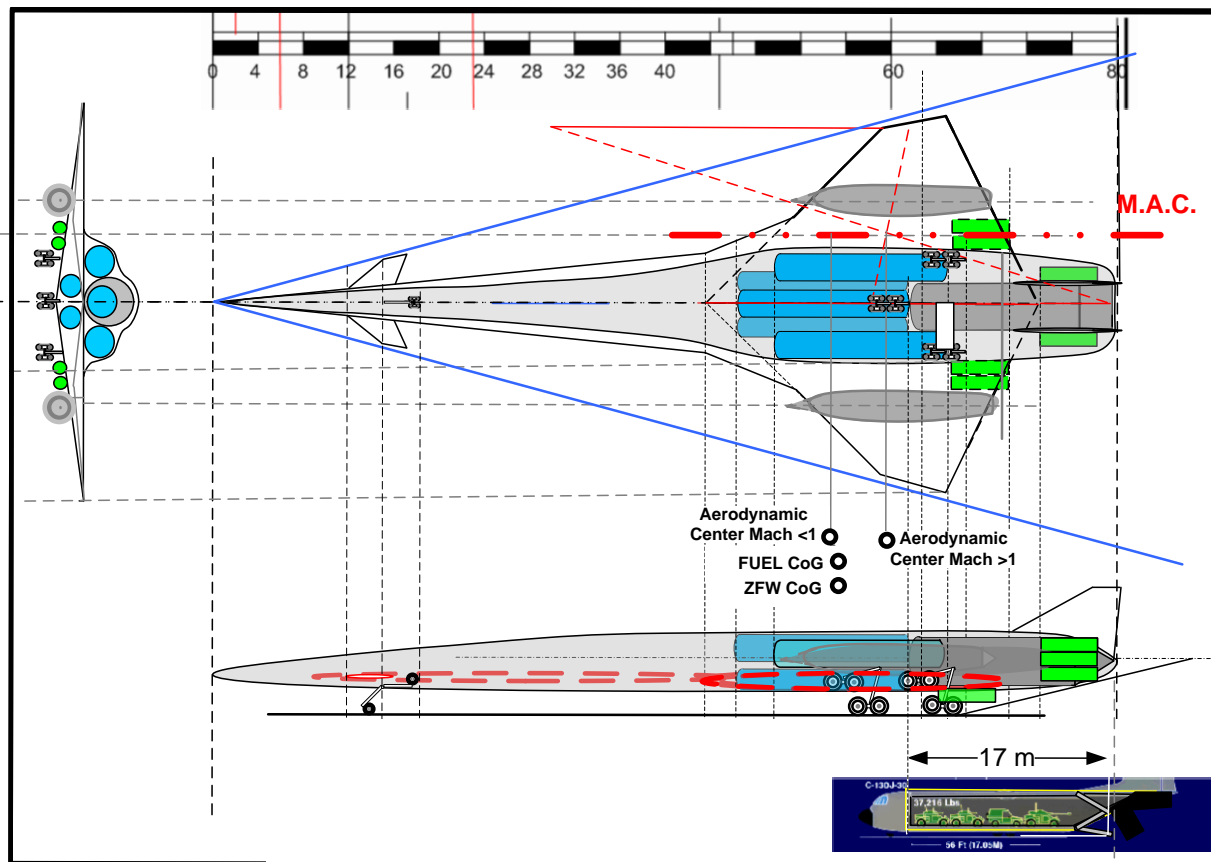 0 4 8 12 16 20 24 28 32 36 40 60 80
M.A.C.
Aerodynamic
Center Mach <1
Aerodynamic
Center Mach >1
FUEL CoG
ZFW CoG
17 m
C-130J-30
37,216 Lbs.
56 Ft (17.05M)